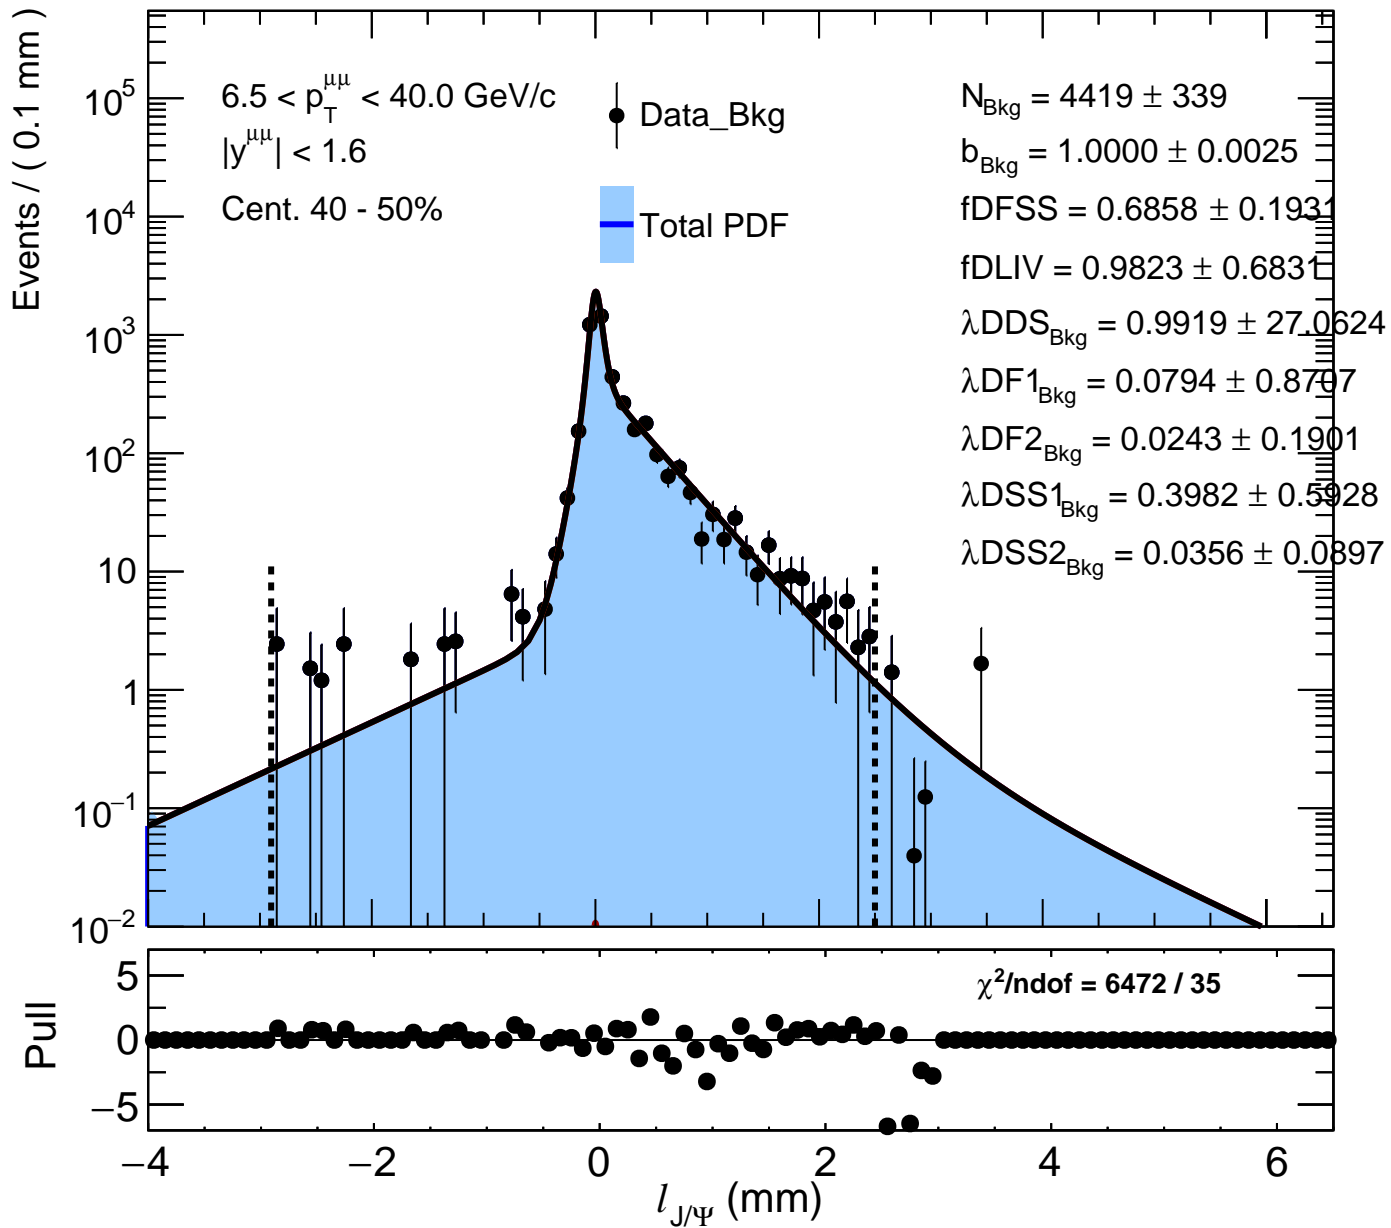 Events / ( 0.1 mm )
10^5
10^4
10^3
10^2
10
1
10^−1
10^−2
6.5 < p_T^μμ < 40.0 GeV/c
|y^μμ| < 1.6
Cent. 40 - 50%
Data_Bkg
Total PDF
N_Bkg = 4419 ± 339
b_Bkg = 1.0000 ± 0.0025
fDFSS = 0.6858 ± 0.1931
fDLIV = 0.9823 ± 0.6831
λDDS_Bkg = 0.9919 ± 27.0624
λDF1_Bkg = 0.0794 ± 0.8707
λDF2_Bkg = 0.0243 ± 0.1901
λDSS1_Bkg = 0.3982 ± 0.5928
λDSS2_Bkg = 0.0356 ± 0.0897
Pull
5
0
−5
χ²/ndof = 6472 / 35
−4 −2 0 2 4 6
l_J/Ψ (mm)